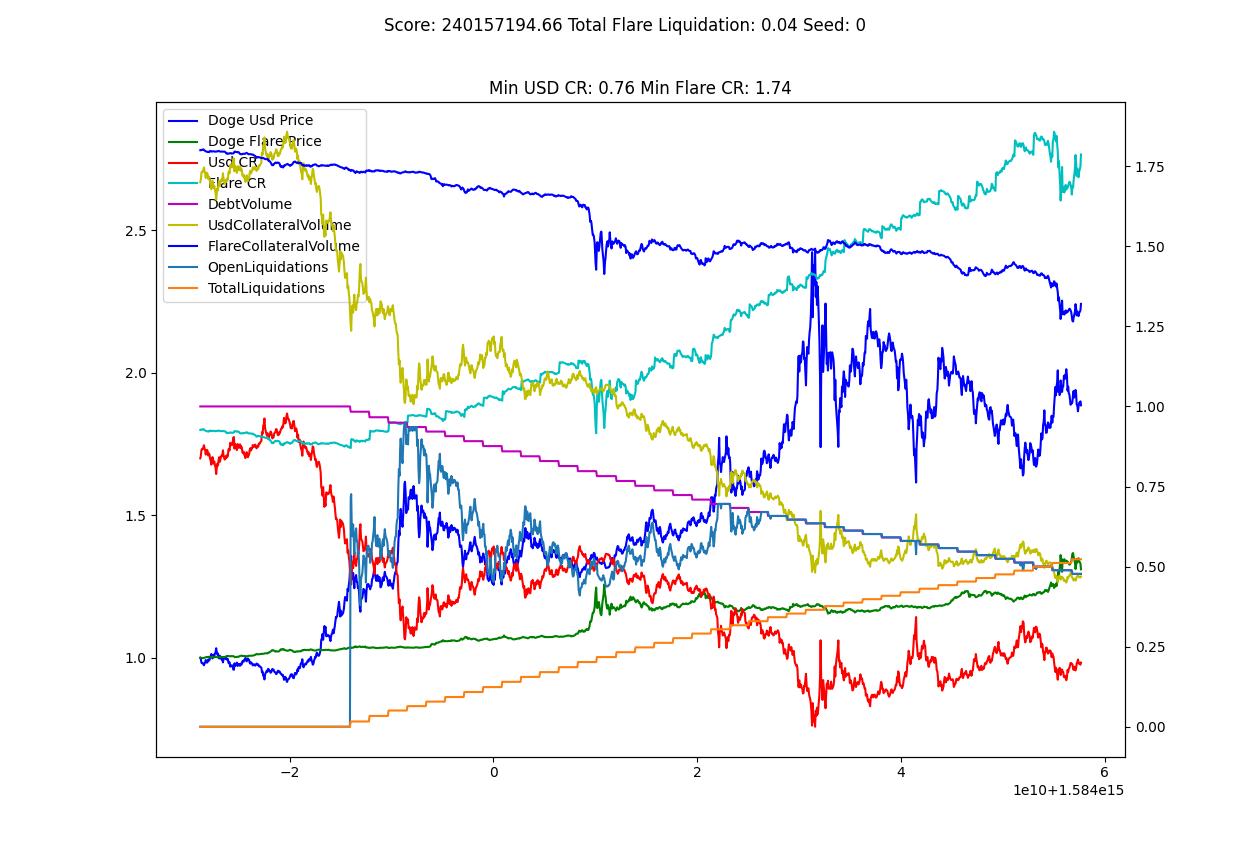 Score: 240157194.66 Total Flare Liquidation: 0.04 Seed: 0
Min USD CR: 0.76 Min Flare CR: 1.74
Doge Usd Price
Doge Flare Price
Usd CR
Flare CR
DebtVolume
UsdCollateralVolume
FlareCollateralVolume
OpenLiquidations
TotalLiquidations
2.5
2.0
1.5
1.0
1.75
1.50
1.25
1.00
0.75
0.50
0.25
0.00
−2 0 2 4 6
1e10+1.584e15